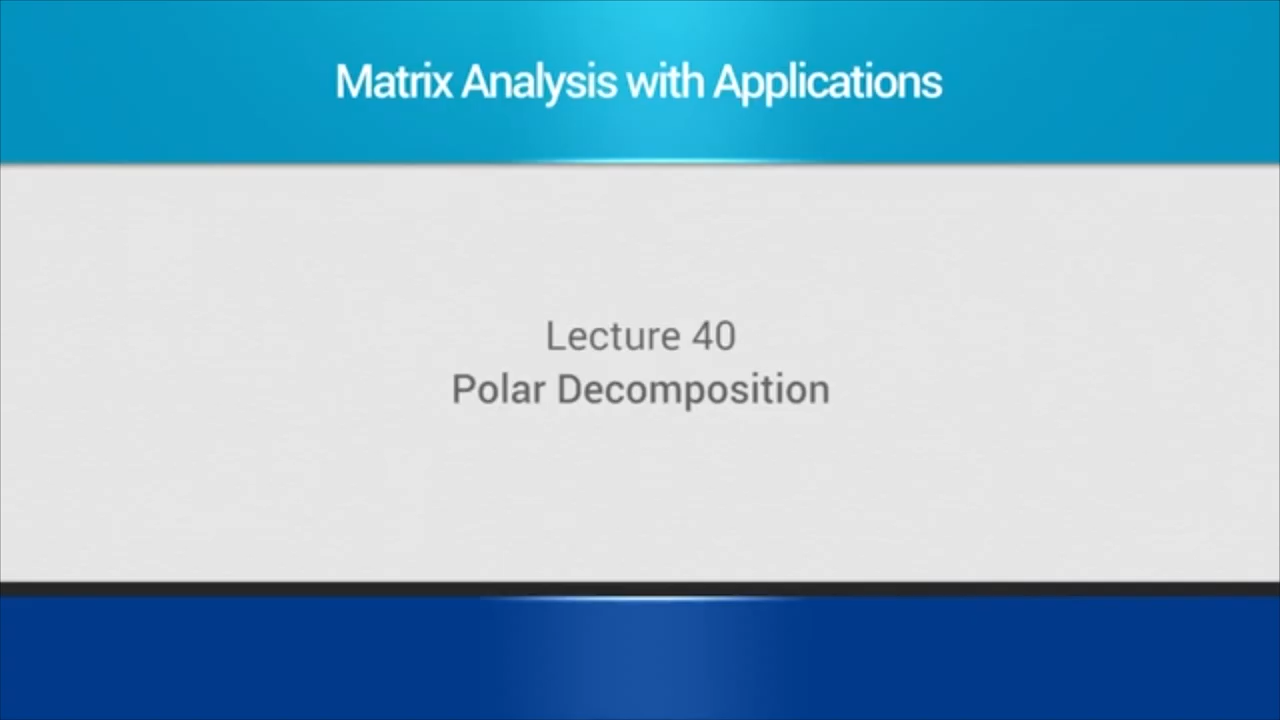 Matrix Analysis with Applications
Lecture 40
Polar Decomposition